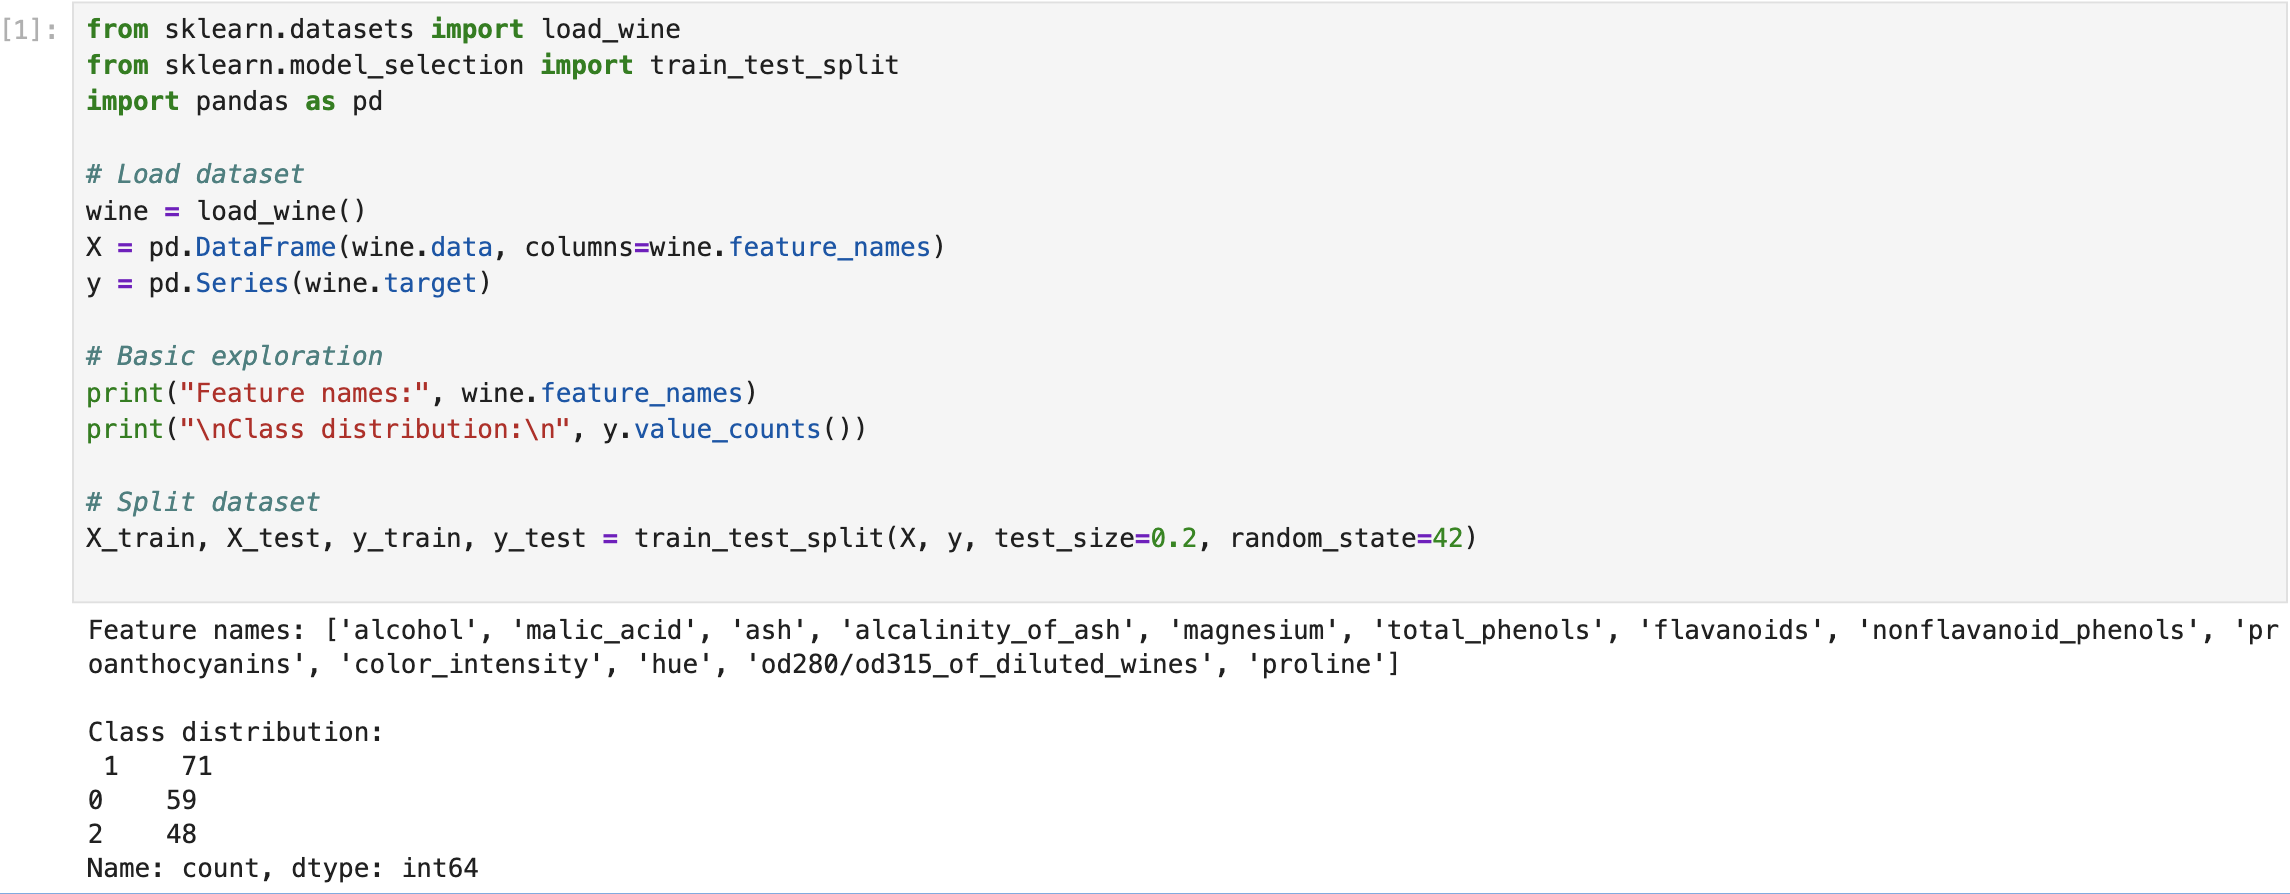 [1]:
from sklearn.datasets import load_wine
from sklearn.model_selection import train_test_split
import pandas as pd
# Load dataset
wine = load_wine()
X = pd.DataFrame(wine.data, columns=wine.feature_names)
y = pd.Series(wine.target)
# Basic exploration
print("Feature names:", wine.feature_names)
print("\nClass distribution:\n", y.value_counts())
# Split dataset
X_train, X_test, y_train, y_test = train_test_split(X, y, test_size=0.2, random_state=42)
Feature names: ['alcohol', 'malic_acid', 'ash', 'alcalinity_of_ash', 'magnesium', 'total_phenols', 'flavanoids', 'nonflavanoid_phenols', 'pr
oanthocyanins', 'color_intensity', 'hue', 'od280/od315_of_diluted_wines', 'proline']
Class distribution:
 1    71
0    59
2    48
Name: count, dtype: int64